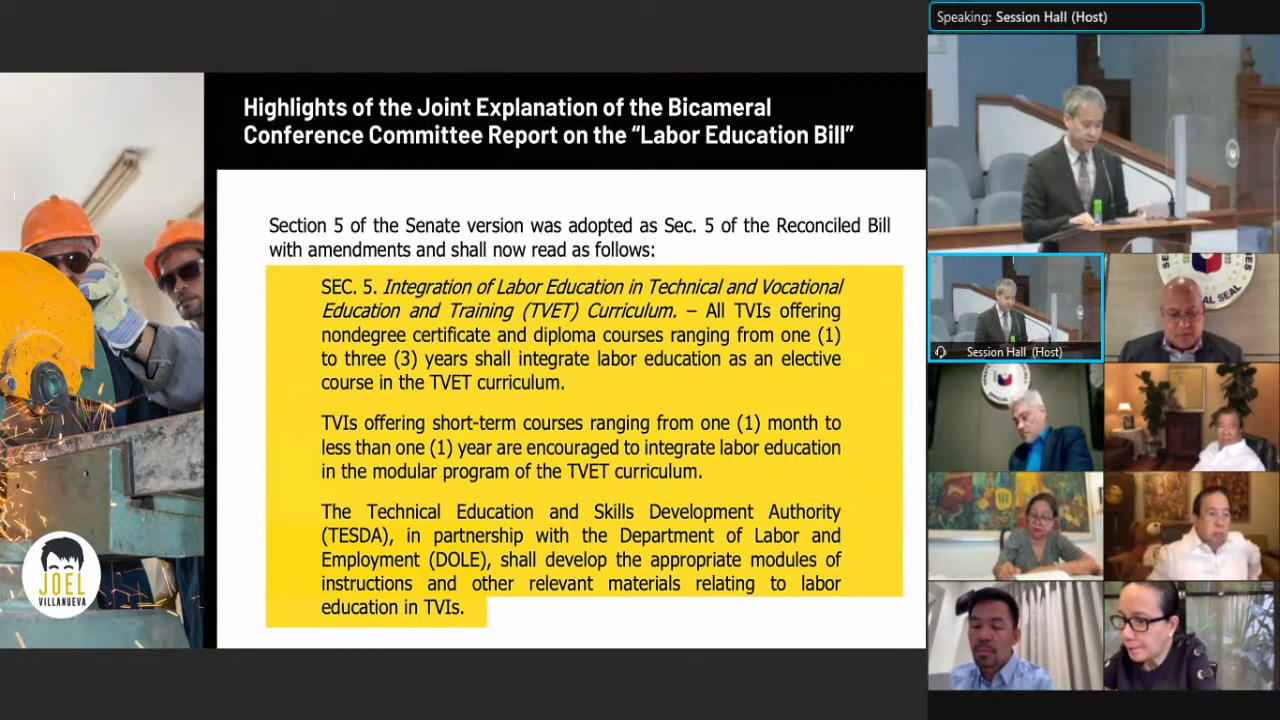 Speaking: Session Hall (Host)
Highlights of the Joint Explanation of the Bicameral
Conference Committee Report on the “Labor Education Bill”
Section 5 of the Senate version was adopted as Sec. 5 of the Reconciled Bill
with amendments and shall now read as follows:
SEC. 5. Integration of Labor Education in Technical and Vocational
Education and Training (TVET) Curriculum. – All TVIs offering
nondegree certificate and diploma courses ranging from one (1)
to three (3) years shall integrate labor education as an elective
course in the TVET curriculum.
TVIs offering short-term courses ranging from one (1) month to
less than one (1) year are encouraged to integrate labor education
in the modular program of the TVET curriculum.
The Technical Education and Skills Development Authority
(TESDA), in partnership with the Department of Labor and
Employment (DOLE), shall develop the appropriate modules of
instructions and other relevant materials relating to labor
education in TVIs.
JOEL
VILLANUEVA
Session Hall (Host)